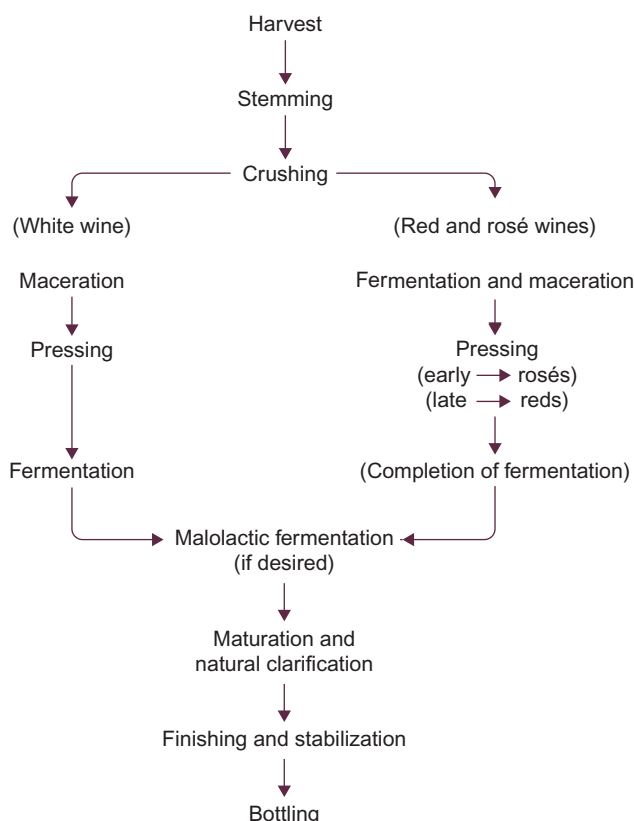 Harvest
Stemming
Crushing
(White wine)
(Red and rosé wines)
Maceration
Fermentation and maceration
Pressing
Pressing
(early rosés)
(late reds)
Fermentation
(Completion of fermentation)
Malolactic fermentation
(if desired)
Maturation and
natural clarification
Finishing and stabilization
Bottling